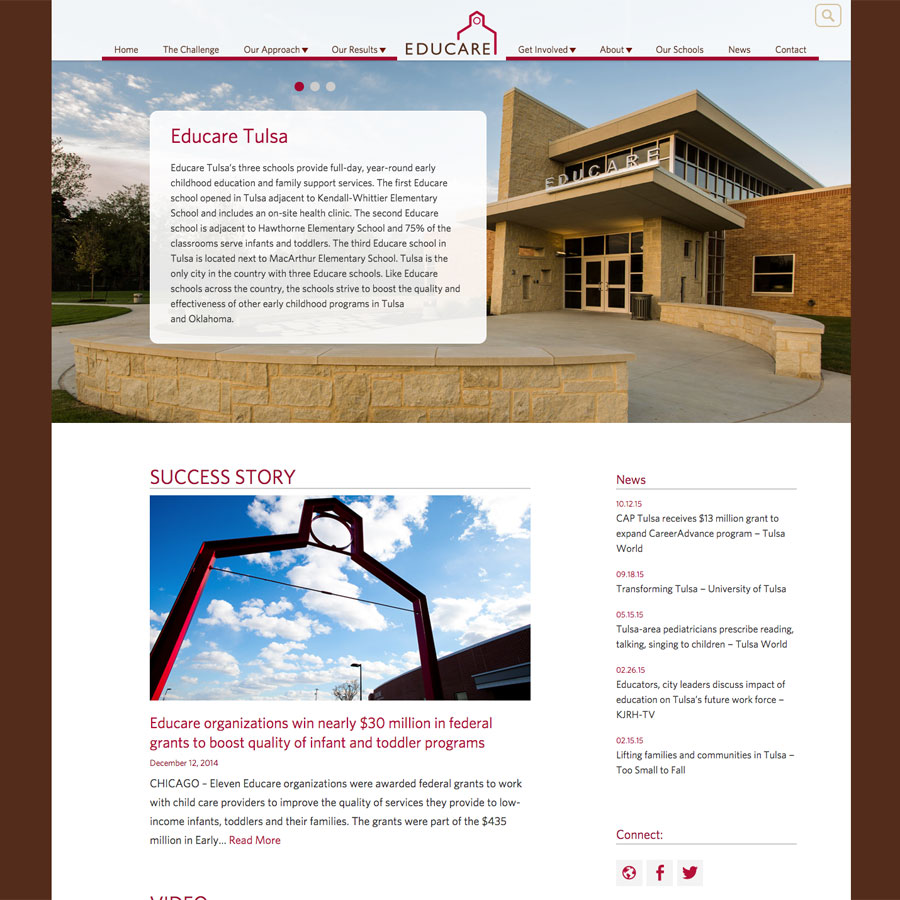 Home The Challenge Our Approach Our Results EDUCARE Get Involved About Our Schools News Contact
Educare Tulsa
Educare Tulsa's three schools provide full-day, year-round early
childhood education and family support services. The first Educare
school opened in Tulsa adjacent to Kendall-Whittier Elementary
School and includes an on-site health clinic. The second Educare
school is adjacent to Hawthorne Elementary School and 75% of the
classrooms serve infants and toddlers. The third Educare school in
Tulsa is located next to MacArthur Elementary School. Tulsa is the
only city in the country with three Educare schools. Like Educare
schools across the country, the schools strive to boost the quality and
effectiveness of other early childhood programs in Tulsa
and Oklahoma.
EDUCARE
SUCCESS STORY
Educare organizations win nearly $30 million in federal
grants to boost quality of infant and toddler programs
December 12, 2014
CHICAGO – Eleven Educare organizations were awarded federal grants to work
with child care providers to improve the quality of services they provide to low-
income infants, toddlers and their families. The grants were part of the $435
million in Early... Read More
VIDEO
News
10.12.15
CAP Tulsa receives $13 million grant to
expand CareerAdvance program – Tulsa
World
09.18.15
Transforming Tulsa – University of Tulsa
05.15.15
Tulsa-area pediatricians prescribe reading,
talking, singing to children – Tulsa World
02.26.15
Educators, city leaders discuss impact of
education on Tulsa's future work force –
KJRH-TV
02.15.15
Lifting families and communities in Tulsa –
Too Small to Fall
Connect: